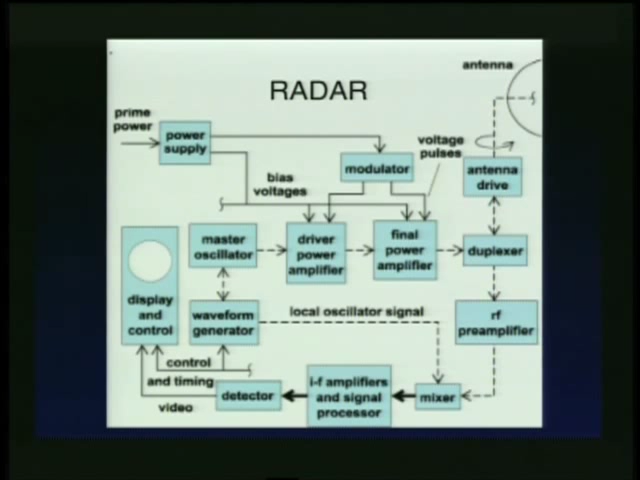 RADAR
antenna
prime
power
power
supply
modulator
voltage
pulses
antenna
drive
bias
voltages
master
oscillator
driver
power
amplifier
final
power
amplifier
duplexer
display
and
control
waveform
generator
local oscillator signal
rf
preamplifier
control
and timing
video
detector
i-f amplifiers
and signal
processor
mixer